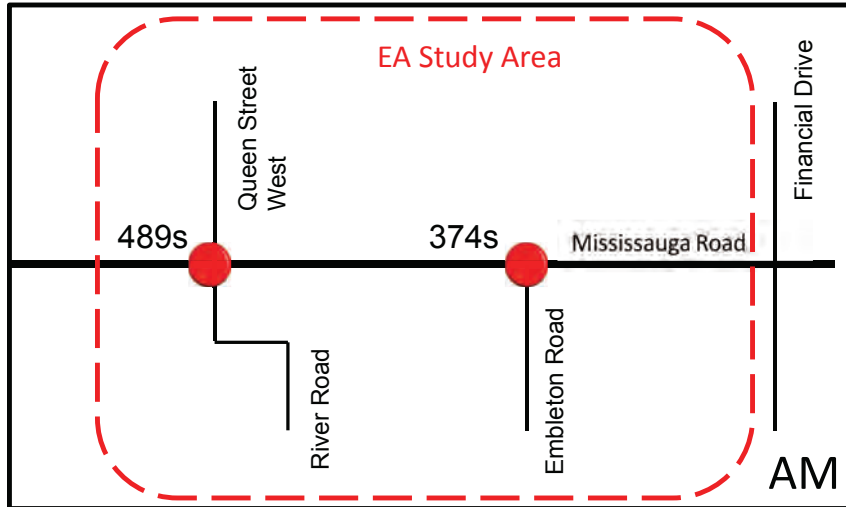 EA Study Area
Queen Street
West
Financial Drive
489s
374s
Mississauga Road
River Road
Embleton Road
AM